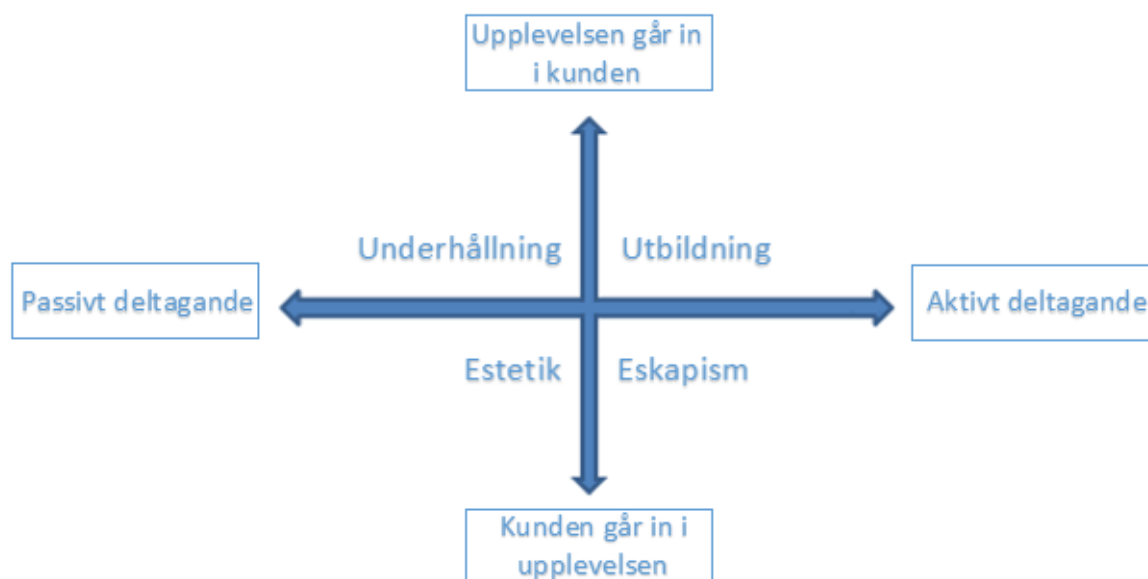 Upplevelsen går in
i kunden
Underhållning
Utbildning
Passivt deltagande
Aktivt deltagande
Estetik
Eskapism
Kunden går in i
upplevelsen